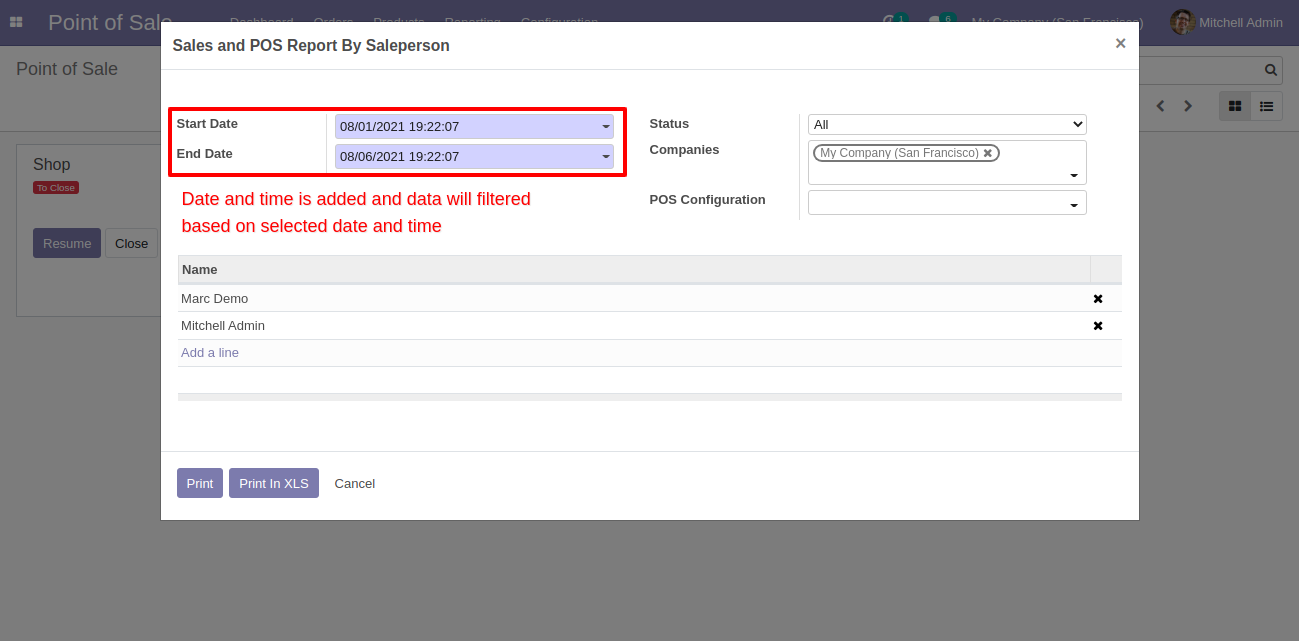 Point of Sale Dashboard Orders Products Reporting Configuration 1 6 My Company (San Francisco) Mitchell Admin
Sales and POS Report By Saleperson ×
Point of Sale
Start Date 08/01/2021 19:22:07 Status All
End Date 08/06/2021 19:22:07 Companies My Company (San Francisco) ✖
Shop
To Close
Date and time is added and data will filtered
based on selected date and time
POS Configuration
Resume Close
Name
Marc Demo ✖
Mitchell Admin ✖
Add a line
Print Print In XLS Cancel